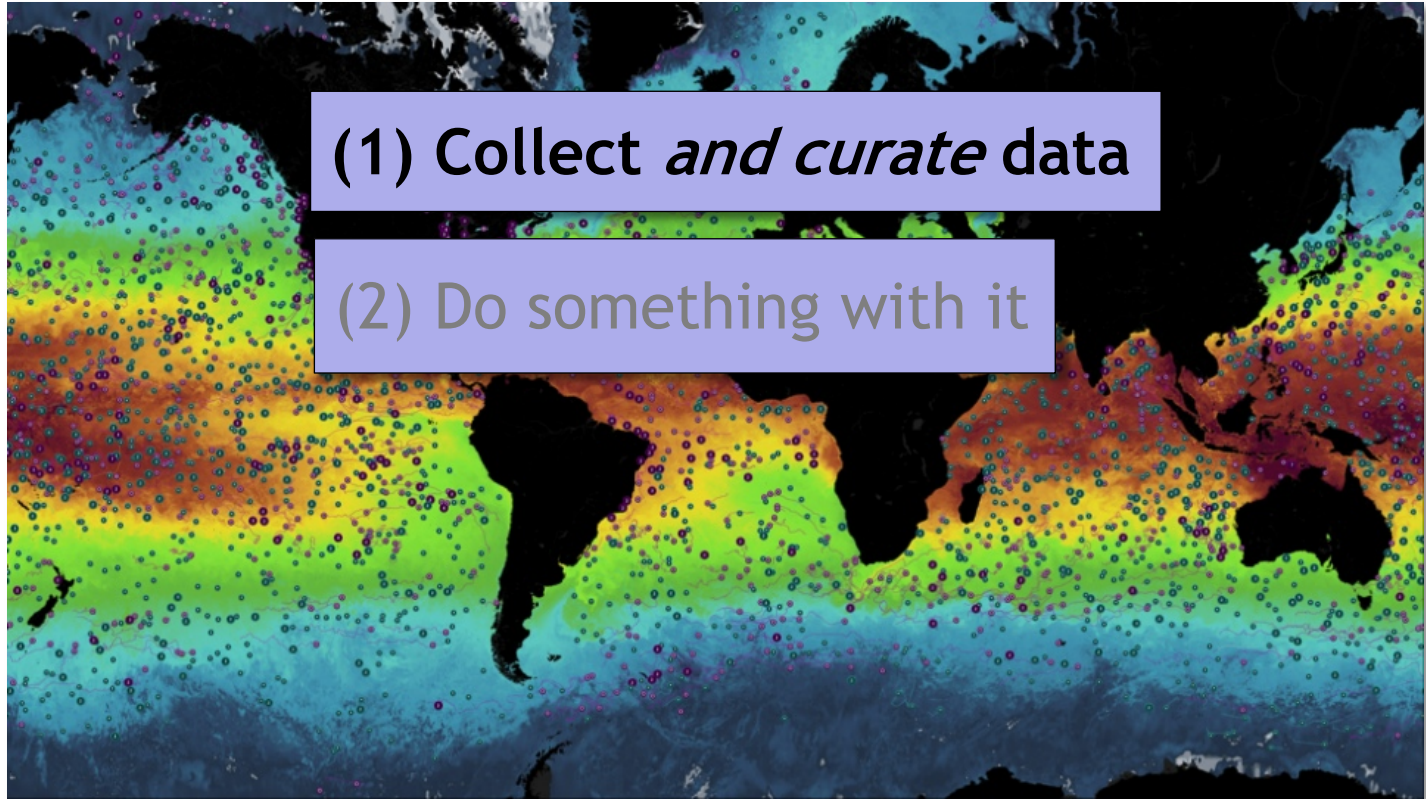 (1) Collect and curate data
(2) Do something with it